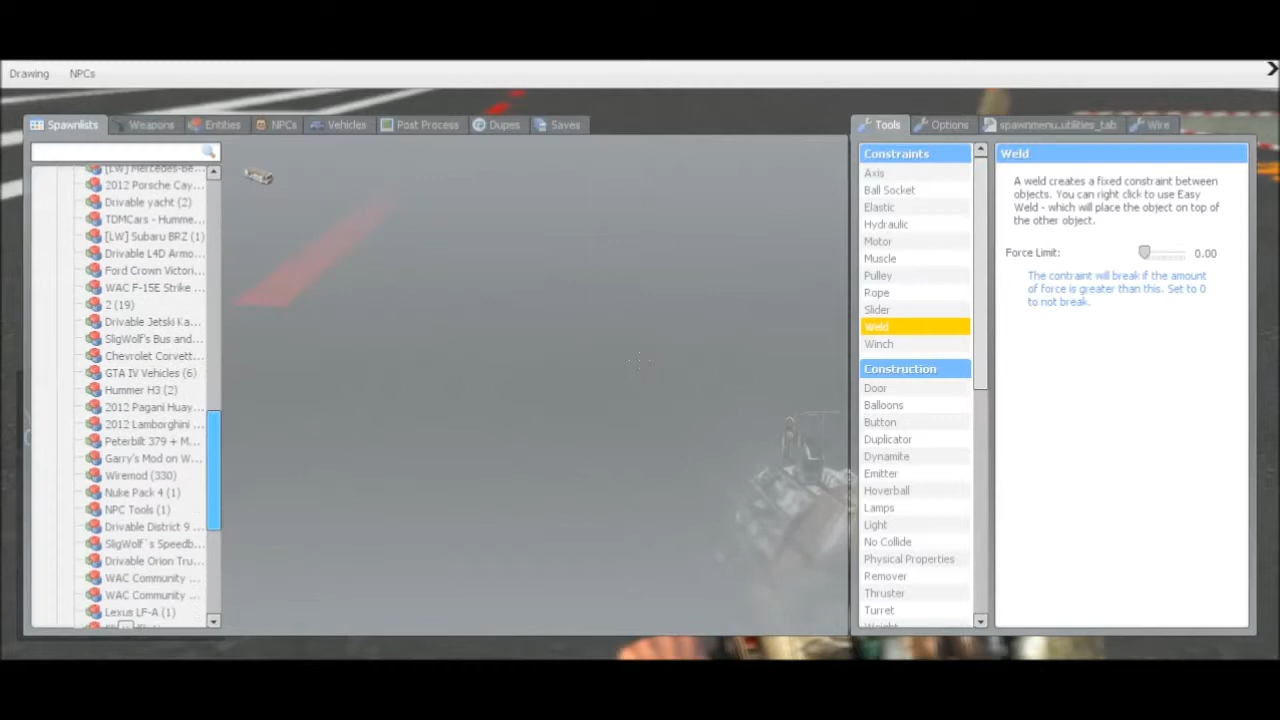 Drawing NPCs
Spawnlists Weapons Entities NPCs Vehicles Post Process Dupes Saves
[LW] Mercedes-Be...
2012 Porsche Cay...
Drivable yacht (2)
TDMCars - Humme...
[LW] Subaru BRZ (1)
Drivable L4D Armo...
Ford Crown Victori...
WAC F-15E Strike ...
2 (19)
Drivable Jetski Ka...
SligWolf's Bus and...
Chevrolet Corvett...
GTA IV Vehicles (6)
Hummer H3 (2)
2012 Pagani Huay...
2012 Lamborghini ...
Peterbilt 379 + M...
Garry's Mod on W...
Wiremod (330)
Nuke Pack 4 (1)
NPC Tools (1)
Drivable District 9 ...
SligWolf`s Speedb...
Drivable Orion Tru...
WAC Community ...
WAC Community ...
Lexus LF-A (1)
Tools Options spawnmenu.utilities_tab Wire
Constraints
Axis
Ball Socket
Elastic
Hydraulic
Motor
Muscle
Pulley
Rope
Slider
Weld
Winch
Construction
Door
Balloons
Button
Duplicator
Dynamite
Emitter
Hoverball
Lamps
Light
No Collide
Physical Properties
Remover
Thruster
Turret
Weight
Weld
A weld creates a fixed constraint between
objects. You can right click to use Easy
Weld - which will place the object on top of
the other object.
Force Limit: 0.00
The contraint will break if the amount
of force is greater than this. Set to 0
to not break.